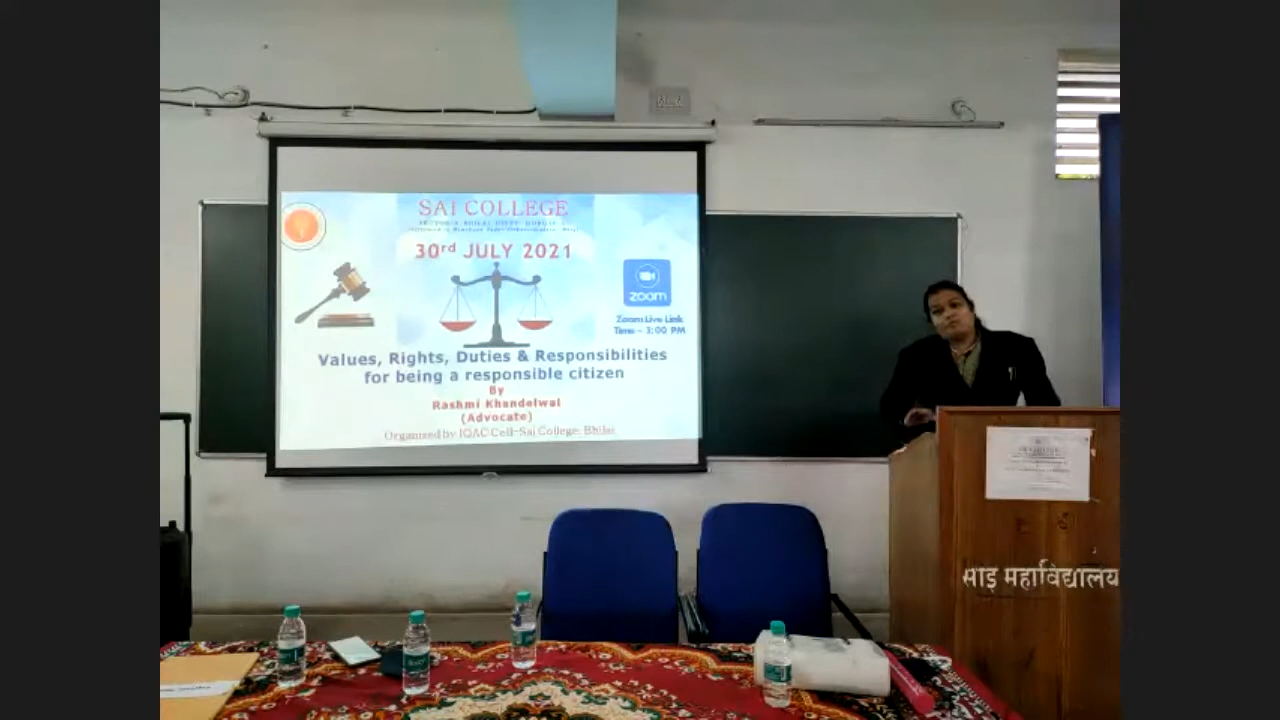 SAI COLLEGE
30rd JULY 2021
zoom
Zoom Live Link
Time - 3:00 PM
Values, Rights, Duties & Responsibilities
for being a responsible citizen
By
Rashmi Khandelwal
(Advocate)
Organised by IQAC Cell-Sai College, Bhilai
साइ महाविद्यालय